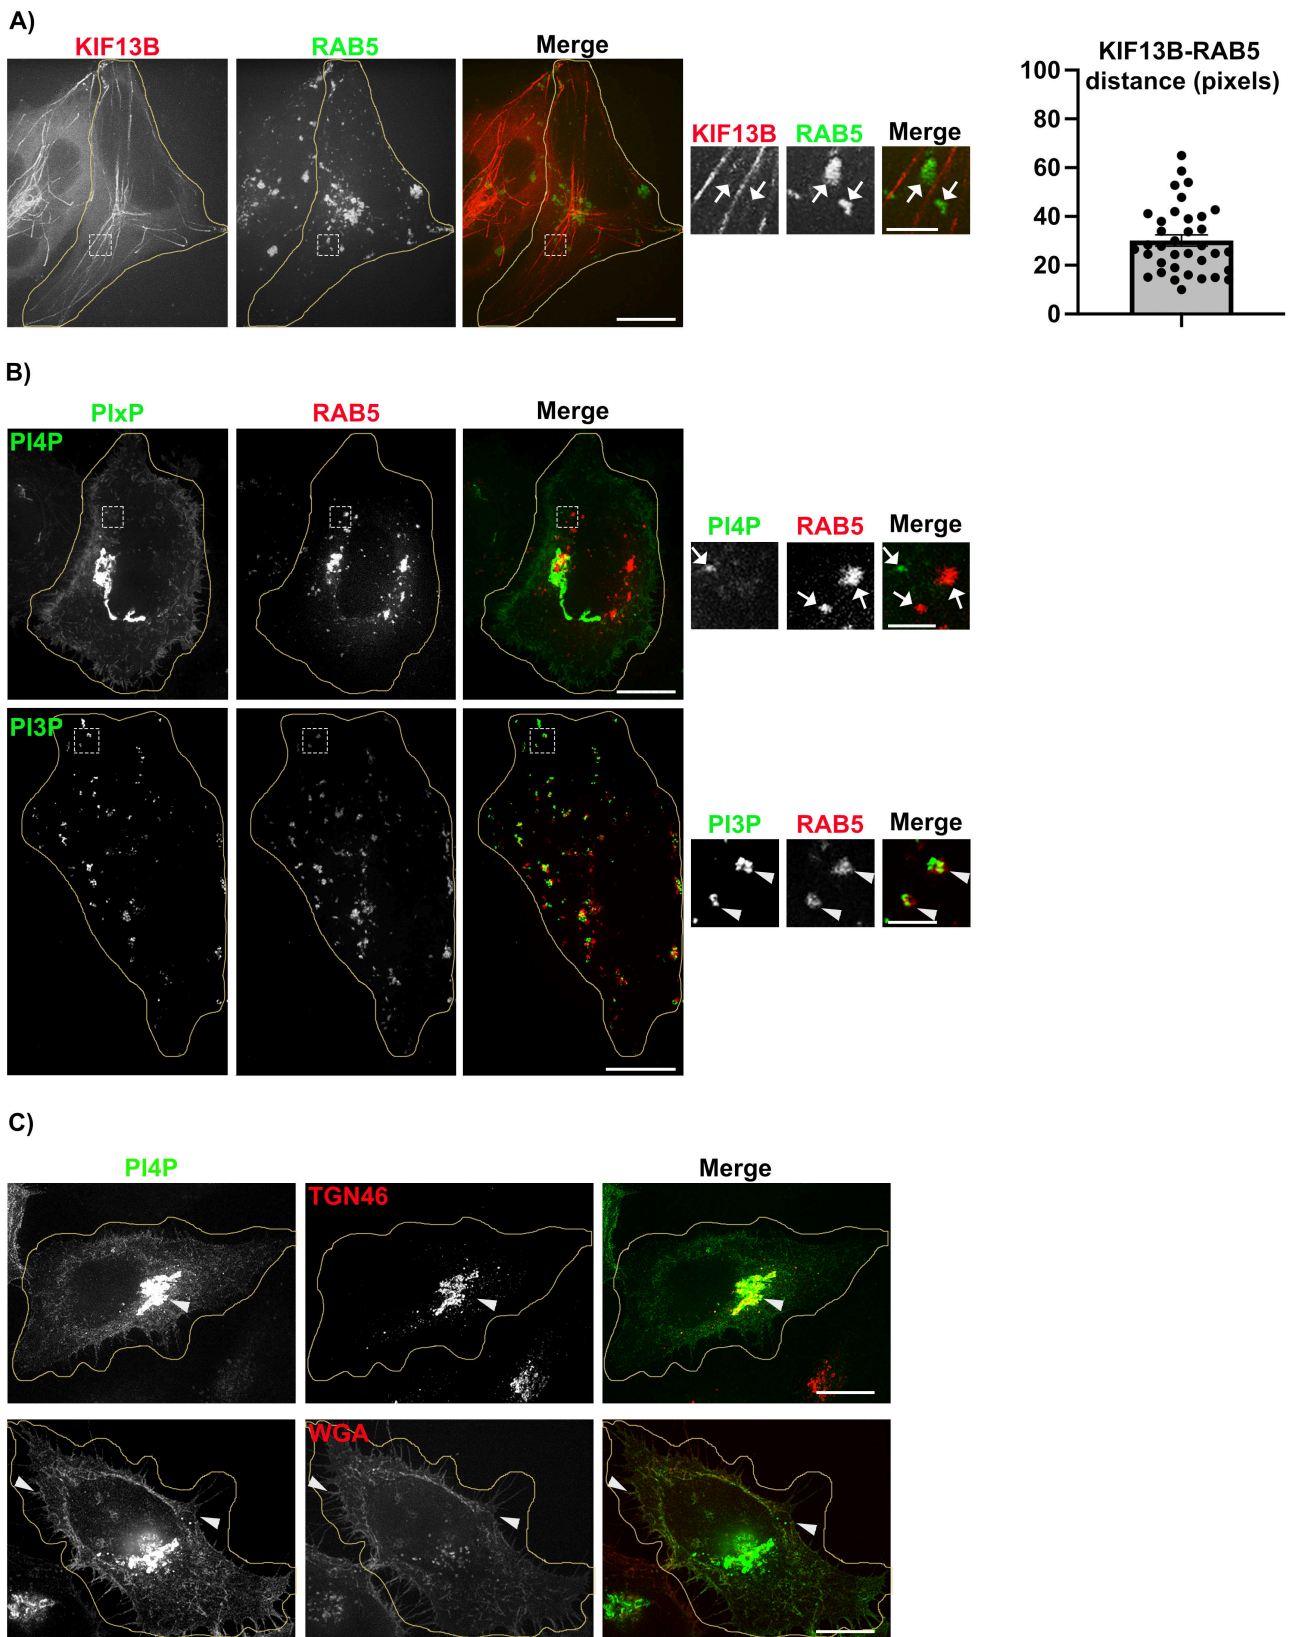 A)
KIF13B RAB5 Merge
KIF13B RAB5 Merge
KIF13B-RAB5
distance (pixels)
100
80
60
40
20
0
B)
PIxP RAB5 Merge
PI4P
PI4P RAB5 Merge
PI3P
PI3P RAB5 Merge
C)
PI4P Merge
TGN46
WGA